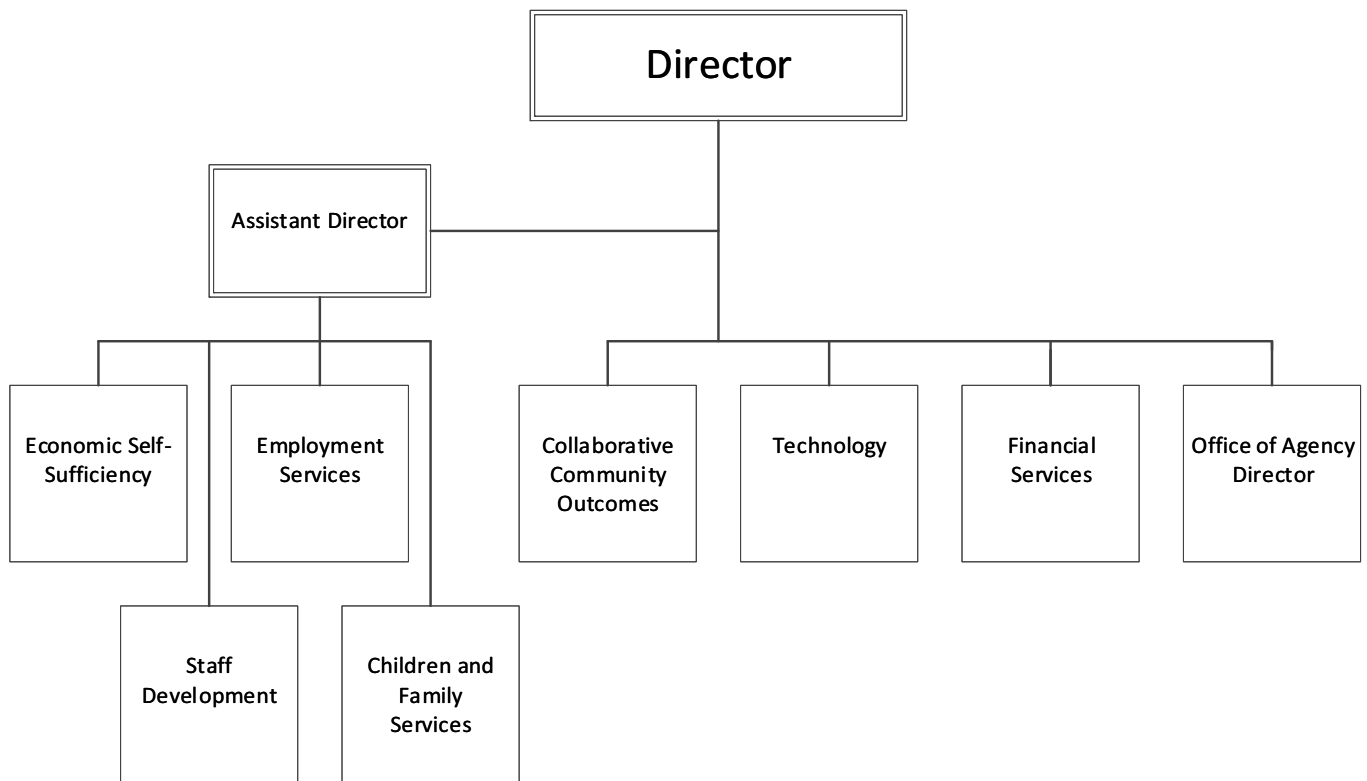 Director
Assistant Director
Economic Self-
Sufficiency
Employment
Services
Collaborative
Community
Outcomes
Technology
Financial
Services
Office of Agency
Director
Staff
Development
Children and
Family
Services